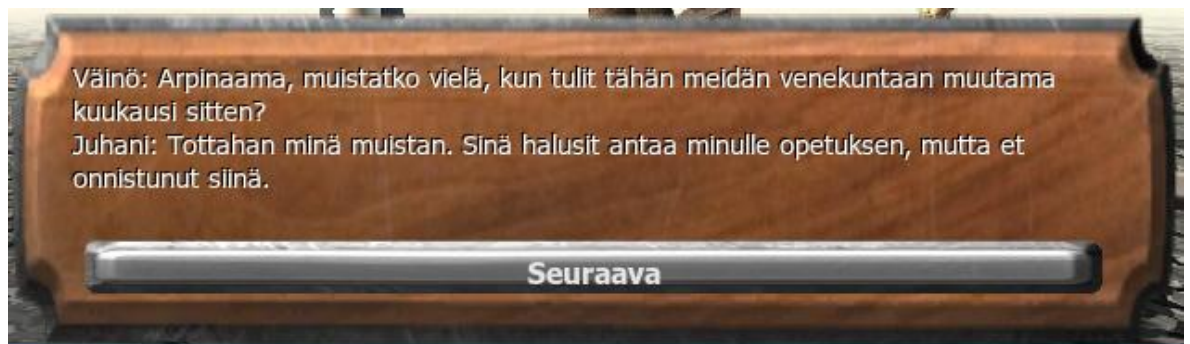 Väinö: Arpinaama, muistatko vielä, kun tulit tähän meidän venekuntaan muutama
kuukausi sitten?
Juhani: Tottahan minä muistan. Sinä halusit antaa minulle opetuksen, mutta et
onnistunut siinä.
Seuraava